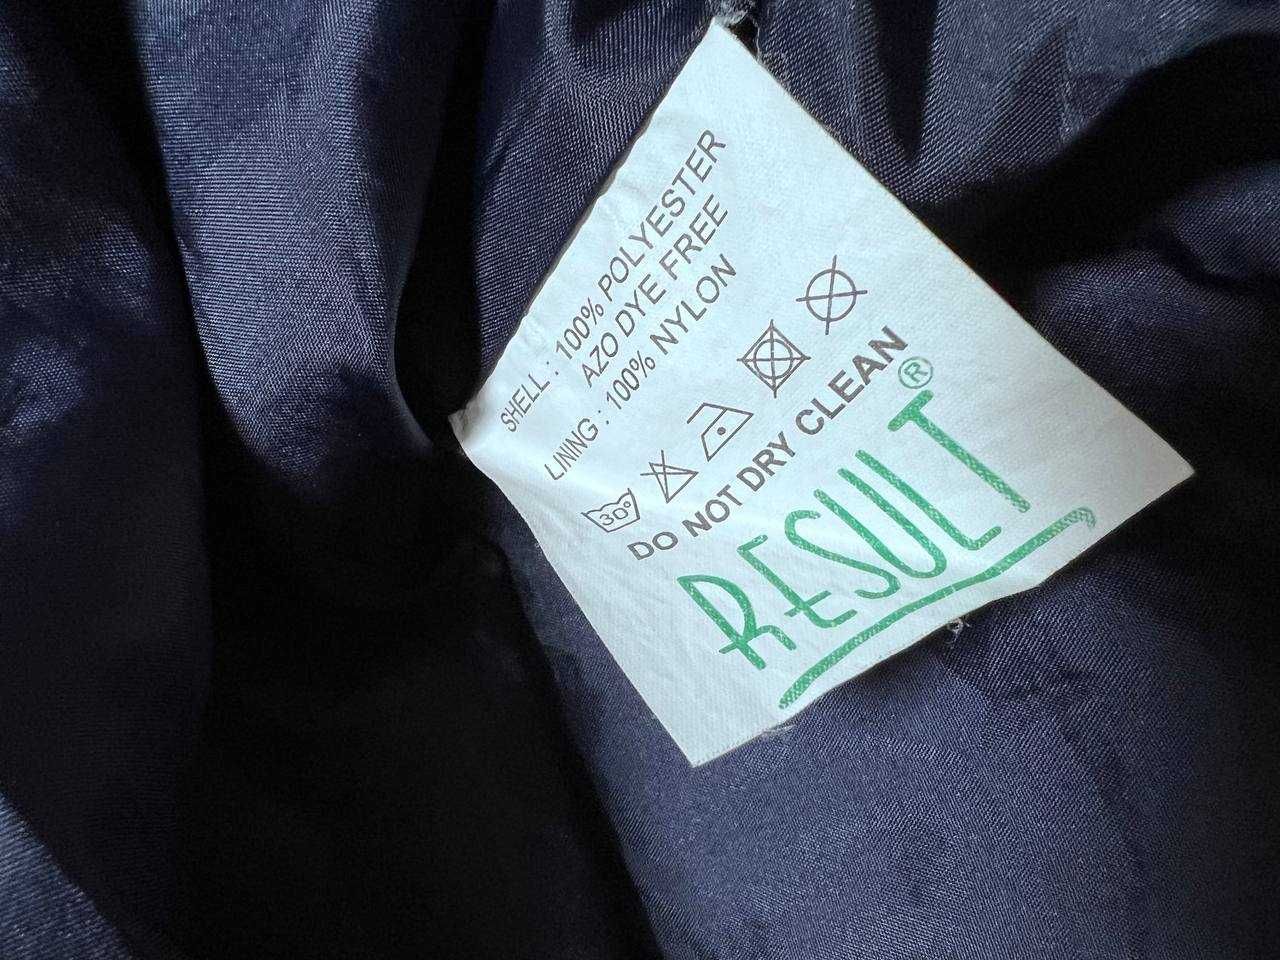 SHELL : 100% POLYESTER
AZO DYE FREE
LINING : 100% NYLON
30°
DO NOT DRY CLEAN
RESULT®